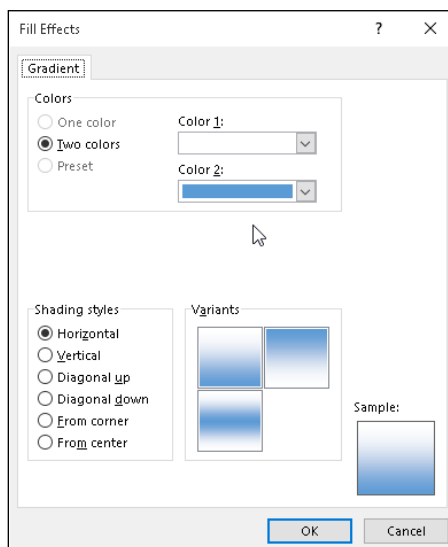 Fill Effects ? ×
Gradient
Colors
One color
Two colors
Preset
Color 1:
Color 2:
Shading styles
Horizontal
Vertical
Diagonal up
Diagonal down
From corner
From center
Variants
Sample:
OK Cancel